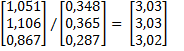 [1,051] / [0,348] = [3,03]
[1,106] / [0,365] = [3,03]
[0,867] / [0,287] = [3,02]